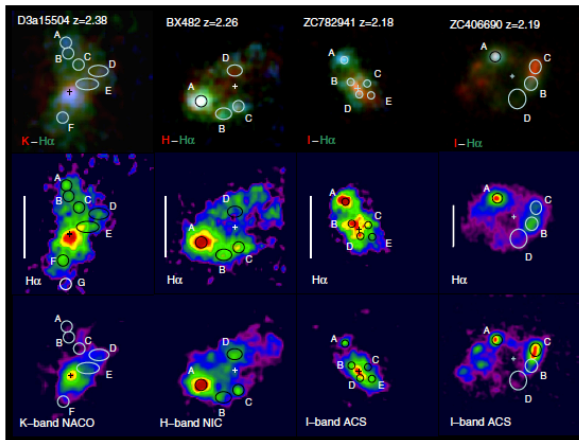 D3a15504 z=2.38
BX482 z=2.26
ZC782941 z=2.18
ZC406690 z=2.19
A
B
C
D
E
F
K–Hα
A
B
C
D
H–Hα
A
B
C
D
E
I–Hα
A
B
C
D
I–Hα
A
B
C
D
E
F
G
Hα
A
B
C
D
Hα
A
B
C
D
E
Hα
A
B
C
D
Hα
A
B
C
D
E
F
K–band NACO
A
B
C
D
H–band NIC
A
B
C
D
E
I–band ACS
A
B
C
D
I–band ACS